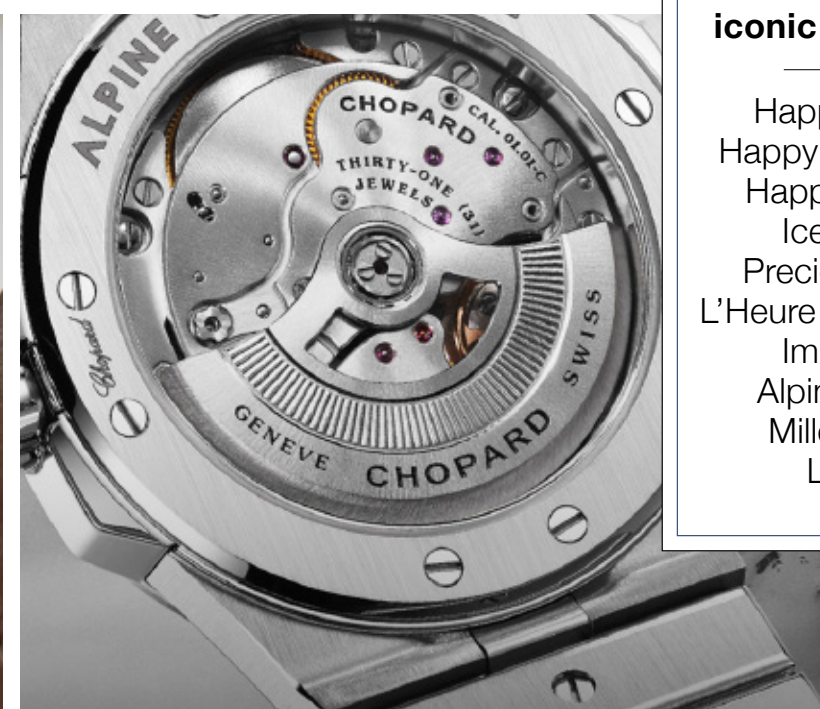 ALPINE
CHOPARD
CAL. 01.01-C
THIRTY-ONE
JEWELS (31)
SWISS
GENEVE
CHOPARD
Chopard
iconic
Happ
Happy
Happ
Ice
Preci
L’Heure
Im
Alpin
Mille
L